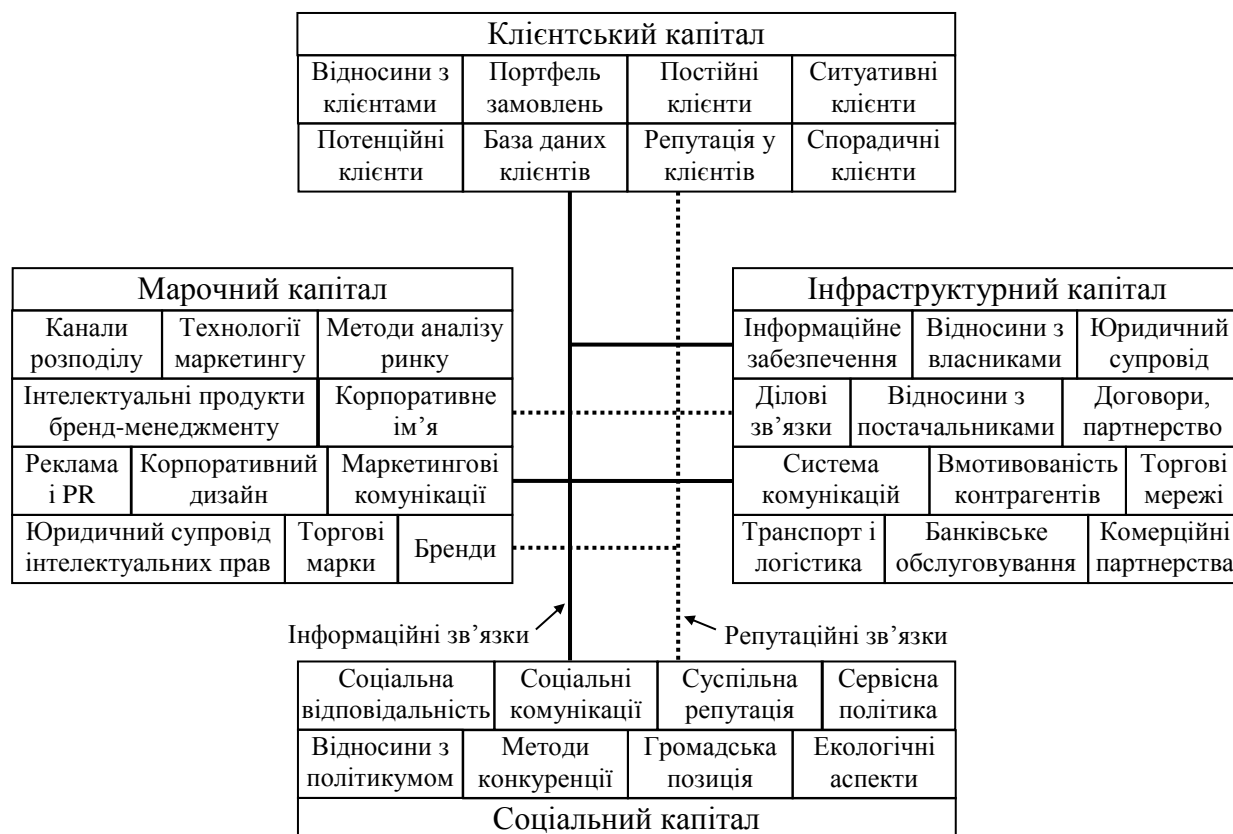 Клієнтський капітал
Відносини з
клієнтами
Портфель
замовлень
Постійні
клієнти
Ситуативні
клієнти
Потенційні
клієнти
База даних
клієнтів
Репутація у
клієнтів
Спорадичні
клієнти
Марочний капітал
Канали
розподілу
Технології
маркетингу
Методи аналізу
ринку
Інтелектуальні продукти
бренд-менеджменту
Корпоративне
ім’я
Реклама
і PR
Корпоративний
дизайн
Маркетингові
комунікації
Юридичний супровід
інтелектуальних прав
Торгові
марки
Бренди
Інфраструктурний капітал
Інформаційне
забезпечення
Відносини з
власниками
Юридичний
супровід
Ділові
зв’язки
Відносини з
постачальниками
Договори,
партнерство
Система
комунікацій
Вмотивованість
контрагентів
Торгові
мережі
Транспорт і
логістика
Банківське
обслуговування
Комерційні
партнерства
Інформаційні зв’язки
Репутаційні зв’язки
Соціальна
відповідальність
Соціальні
комунікації
Суспільна
репутація
Сервісна
політика
Відносини з
політикумом
Методи
конкуренції
Громадська
позиція
Екологічні
аспекти
Соціальний капітал